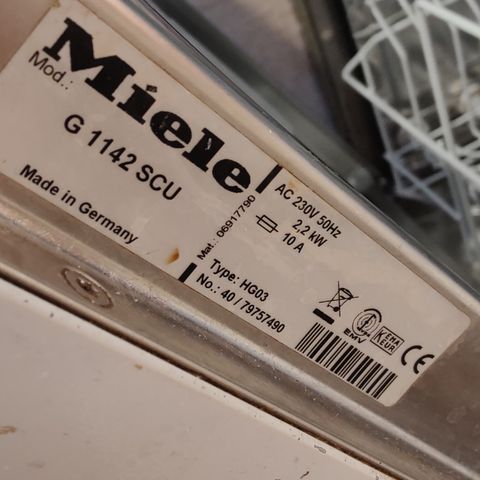 Miele
Mod.:
G 1142 SCU
Made in Germany
AC 230V 50Hz
2,2 kW
10 A
Mat.: 06917790
Type: HG03
No.: 40 / 79757490
EMV
KEMA
KEUR
CE